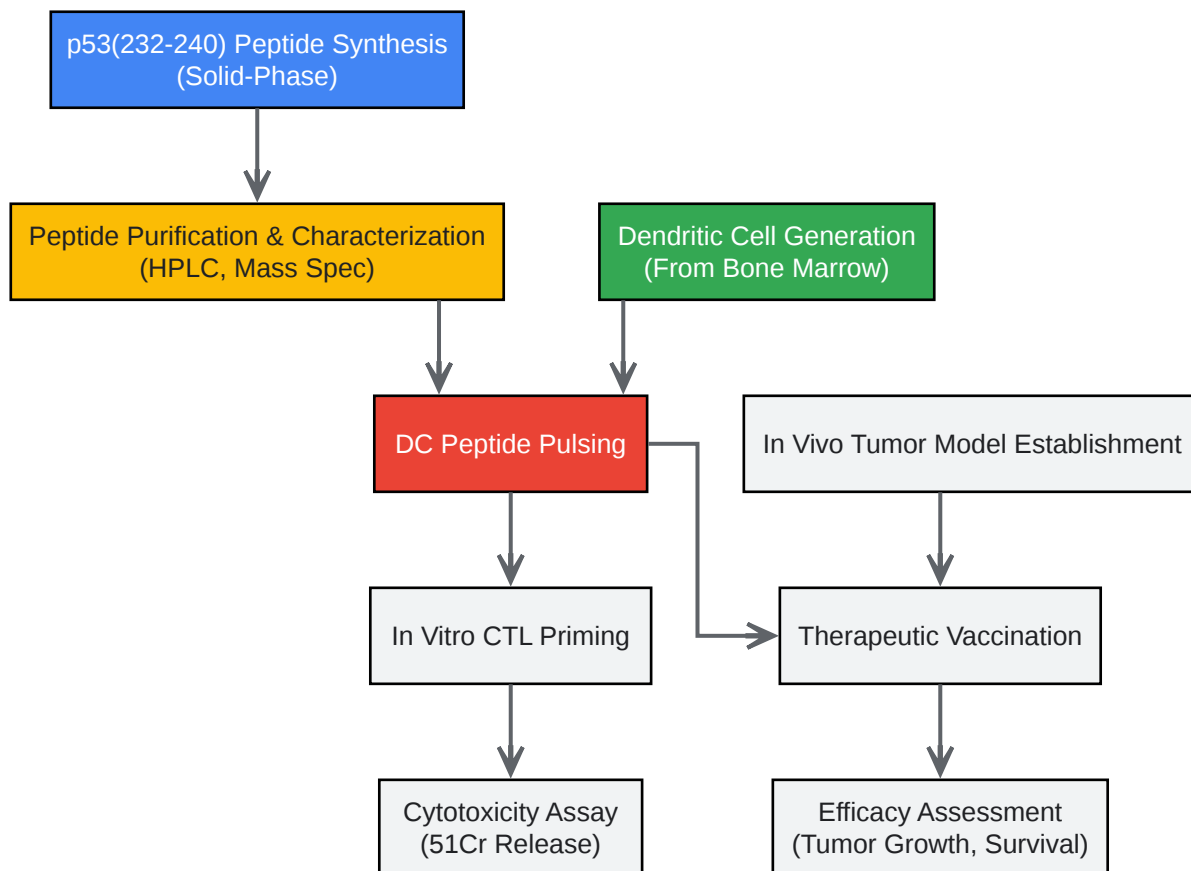 p53(232-240) Peptide Synthesis
(Solid-Phase)
Peptide Purification & Characterization
(HPLC, Mass Spec)
Dendritic Cell Generation
(From Bone Marrow)
DC Peptide Pulsing
In Vivo Tumor Model Establishment
In Vitro CTL Priming
Therapeutic Vaccination
Cytotoxicity Assay
(51Cr Release)
Efficacy Assessment
(Tumor Growth, Survival)